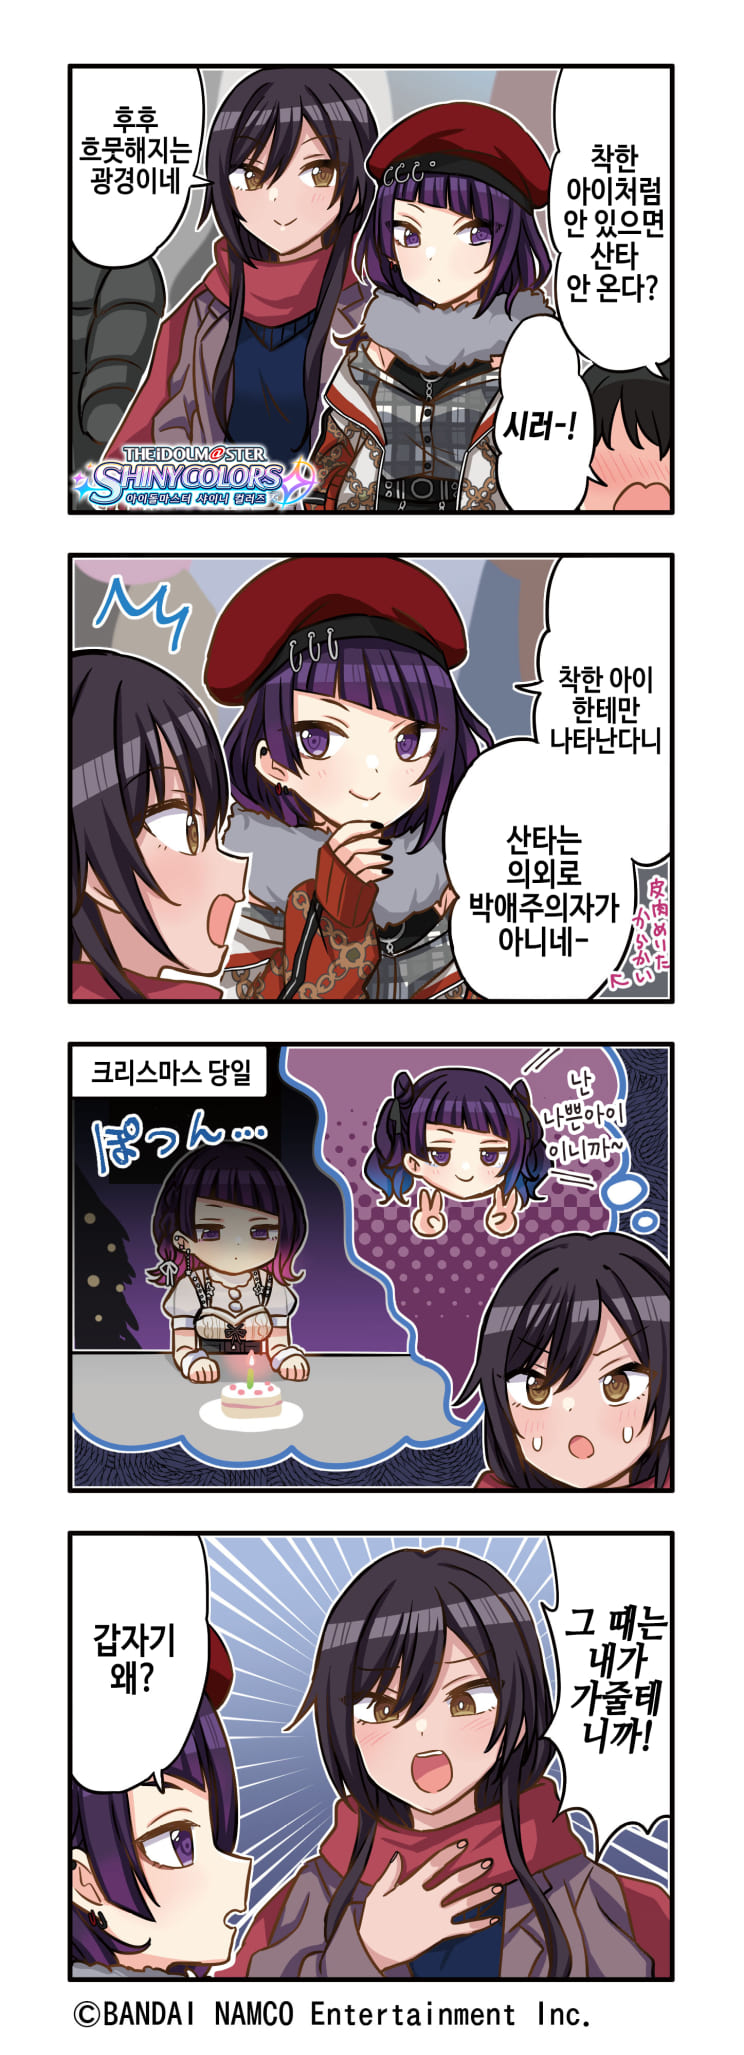 후후
흐뭇해지는
광경이네
착한
아이처럼
안 있으면
산타
안 온다?
시러-!
THE iDOLM@STER
SHINYCOLORS
아이돌마스터 샤이니 컬러즈
착한 아이
한테만
나타난다니
산타는
의외로
박애주의자가
아니네-
皮肉めいた
からかい
크리스마스 당일
ぽつん…
난
나쁜아이
이니까~
그 때는
내가
가줄테
니까!
갑자기
왜?
©BANDAI NAMCO Entertainment Inc.